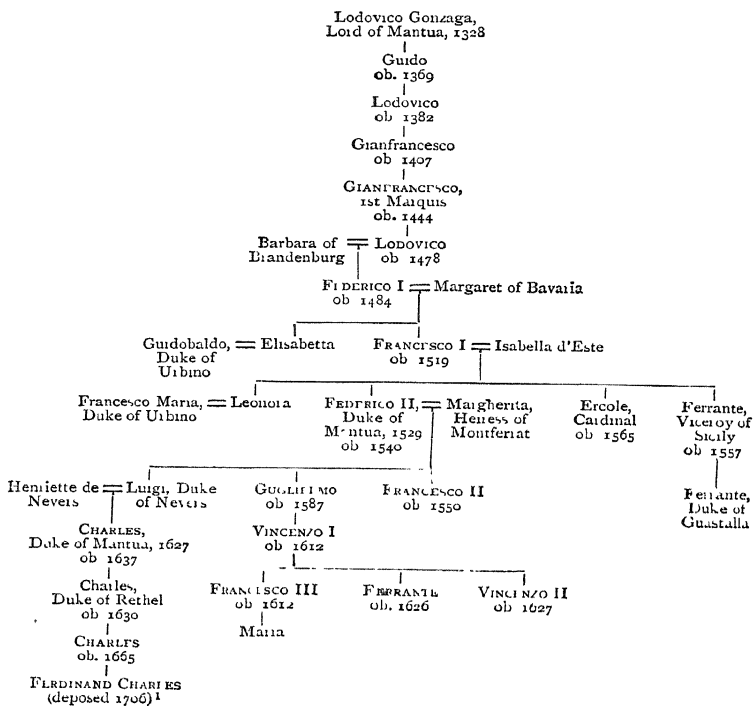 Lodovico Gonzaga,
Lord of Mantua, 1328
Guido
ob. 1369
Lodovico
ob 1382
Gianfrancesco
ob 1407
GIANFRANCESCO,
1st Marquis
ob. 1444
Barbara of
Brandenburg
LODOVICO
ob 1478
FEDERICO I
ob 1484
Margaret of Bavaria
Guidobaldo,
Duke of
Urbino
Elisabetta
FRANCESCO I
ob 1519
Isabella d'Este
Francesco Maria,
Duke of Urbino
Leonora
FEDERICO II,
Duke of
Mantua, 1529
ob 1540
Margherita,
Heiress of
Montferrat
Ercole,
Cardinal
ob 1565
Ferrante,
Viceroy of
Sicily
ob 1557
Henriette de
Nevers
Luigi, Duke
of Nevers
GUGLIELMO
ob 1587
FRANCESCO II
ob 1550
Ferrante,
Duke of
Guastalla
CHARLES,
Duke of Mantua, 1627
ob 1637
VINCENZO I
ob 1612
Charles,
Duke of Rethel
ob 1630
FRANCESCO III
ob 1612
FERRANTE
ob. 1626
VINCENZO II
ob 1627
Maria
CHARLES
ob. 1665
FERDINAND CHARLES
(deposed 1706)¹